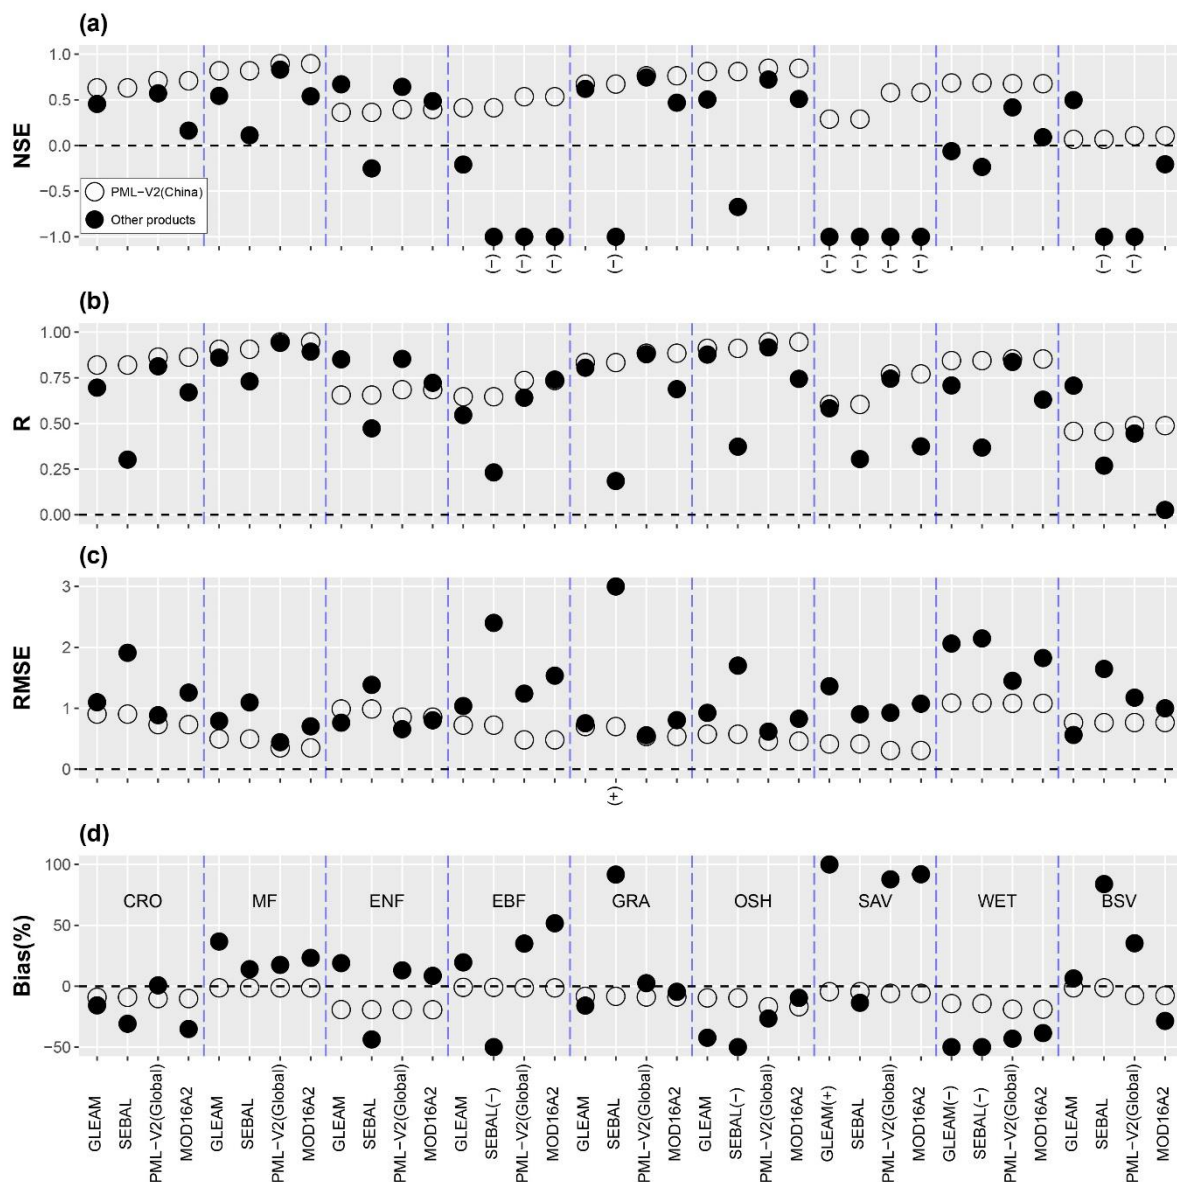 (a)
1.0
0.5
0.0
−0.5
−1.0
NSE
PML−V2(China)
Other products
(−) (−) (−) (−) (−) (−) (−) (−) (−) (−)
(b)
1.00
0.75
0.50
0.25
0.00
R
(c)
3
2
1
0
RMSE
(+)
(d)
100
50
0
−50
Bias(%)
CRO MF ENF EBF GRA OSH SAV WET BSV
GLEAM
SEBAL
PML−V2(Global)
MOD16A2
GLEAM
SEBAL
PML−V2(Global)
MOD16A2
GLEAM
SEBAL
PML−V2(Global)
MOD16A2
GLEAM
SEBAL(−)
PML−V2(Global)
MOD16A2
GLEAM
SEBAL
PML−V2(Global)
MOD16A2
GLEAM
SEBAL(−)
PML−V2(Global)
MOD16A2
GLEAM(+)
SEBAL
PML−V2(Global)
MOD16A2
GLEAM(−)
SEBAL(−)
PML−V2(Global)
MOD16A2
GLEAM
SEBAL
PML−V2(Global)
MOD16A2